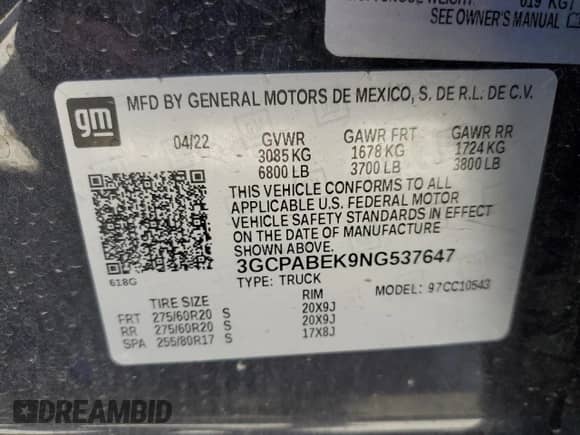 619 KG
SEE OWNER'S MANUAL
gm
MFD BY GENERAL MOTORS DE MEXICO, S. DE R.L. DE C.V.
04/22 GVWR GAWR FRT GAWR RR
3085 KG 1678 KG 1724 KG
6800 LB 3700 LB 3800 LB
THIS VEHICLE CONFORMS TO ALL
APPLICABLE U.S. FEDERAL MOTOR
VEHICLE SAFETY STANDARDS IN EFFECT
ON THE DATE OF MANUFACTURE
SHOWN ABOVE.
3GCPABEK9NG537647
618G
TYPE: TRUCK MODEL: 97CC10543
TIRE SIZE RIM
FRT 275/60R20 S 20X9J
RR 275/60R20 S 20X9J
SPA 255/80R17 S 17X8J
DREAMBID